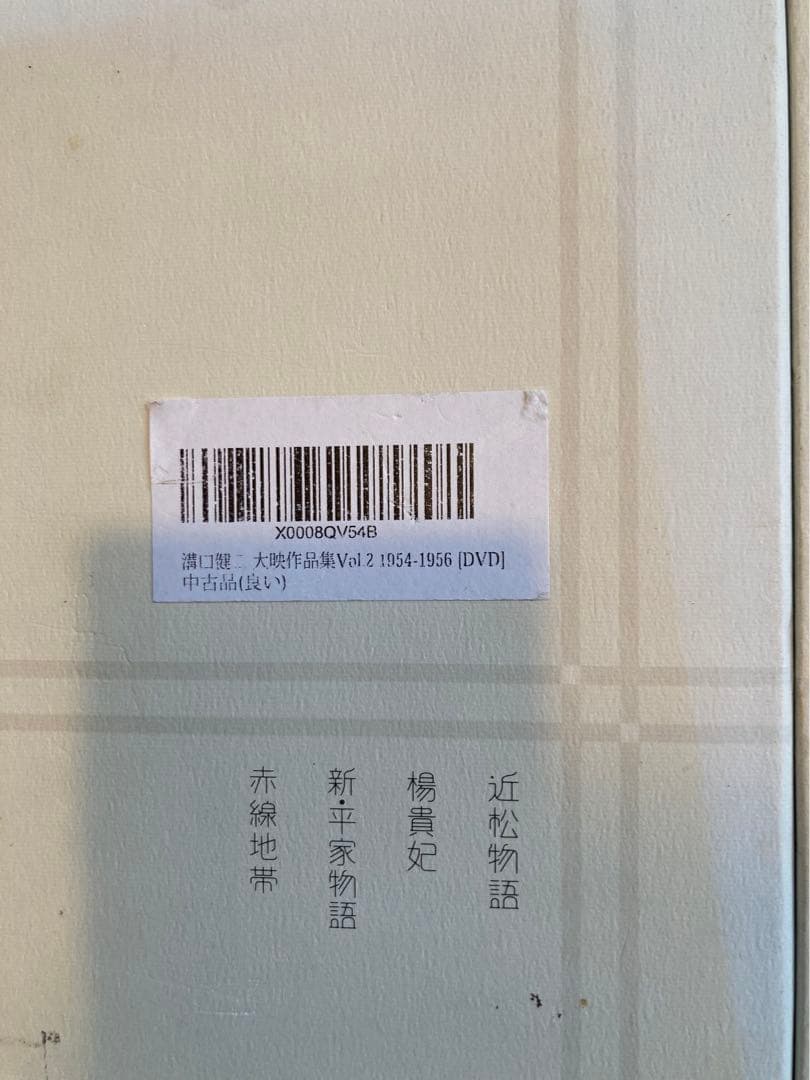 X0008QV54B
溝口健二 大映作品集Vol.2 1954-1956 [DVD]
中古品(良い)
近松物語
楊貴妃
新・平家物語
赤線地帯